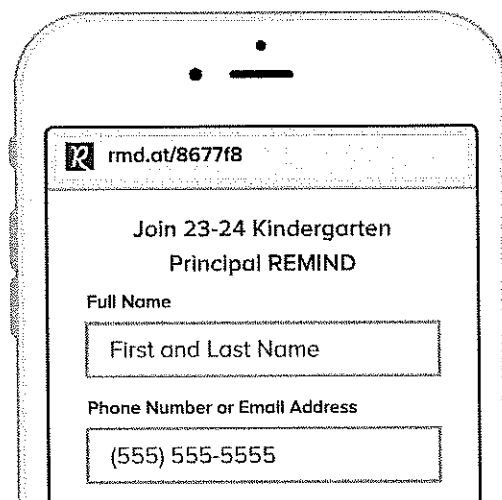 R rmd.at/8677f8
Join 23-24 Kindergarten
Principal REMIND
Full Name
First and Last Name
Phone Number or Email Address
(555) 555-5555